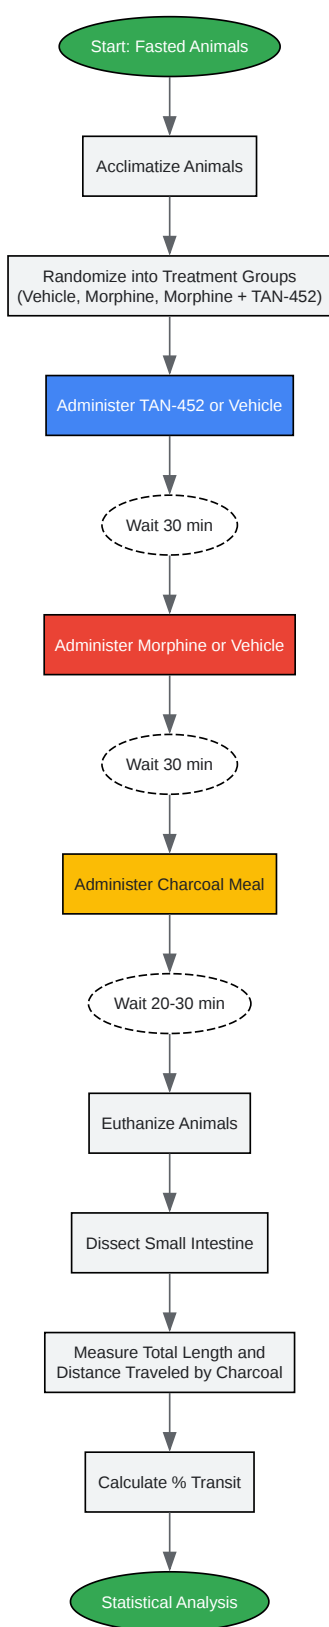 Start: Fasted Animals
Acclimatize Animals
Randomize into Treatment Groups
(Vehicle, Morphine, Morphine + TAN-452)
Administer TAN-452 or Vehicle
Wait 30 min
Administer Morphine or Vehicle
Wait 30 min
Administer Charcoal Meal
Wait 20-30 min
Euthanize Animals
Dissect Small Intestine
Measure Total Length and
Distance Traveled by Charcoal
Calculate % Transit
Statistical Analysis